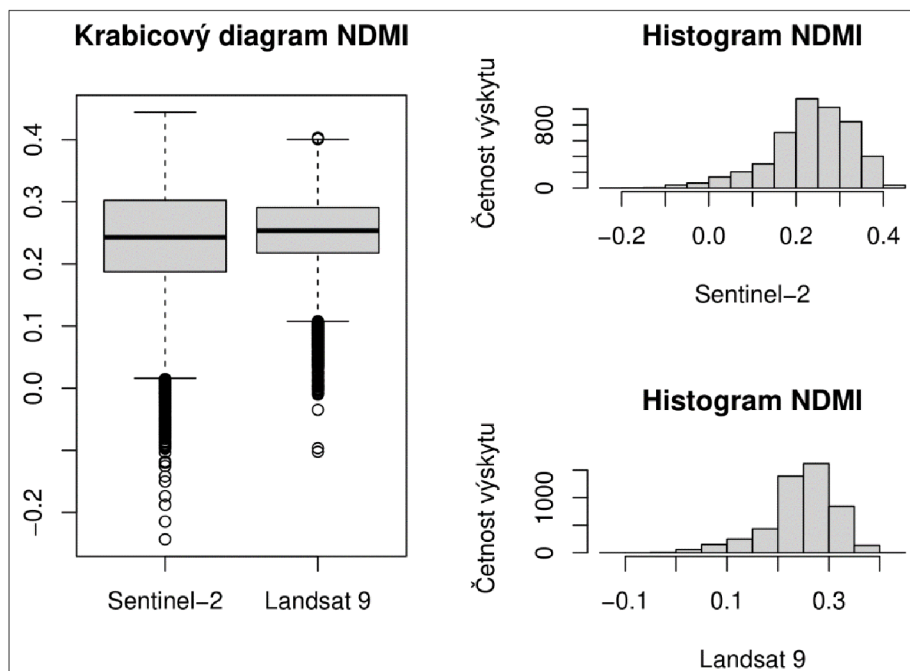 Krabicový diagram NDMI
0.4
0.3
0.2
0.1
0.0
−0.2
Sentinel−2
Landsat 9
Histogram NDMI
Četnost výskytu
800
0
−0.2
0.0
0.2
0.4
Sentinel−2
Histogram NDMI
Četnost výskytu
1000
0
−0.1
0.1
0.3
Landsat 9